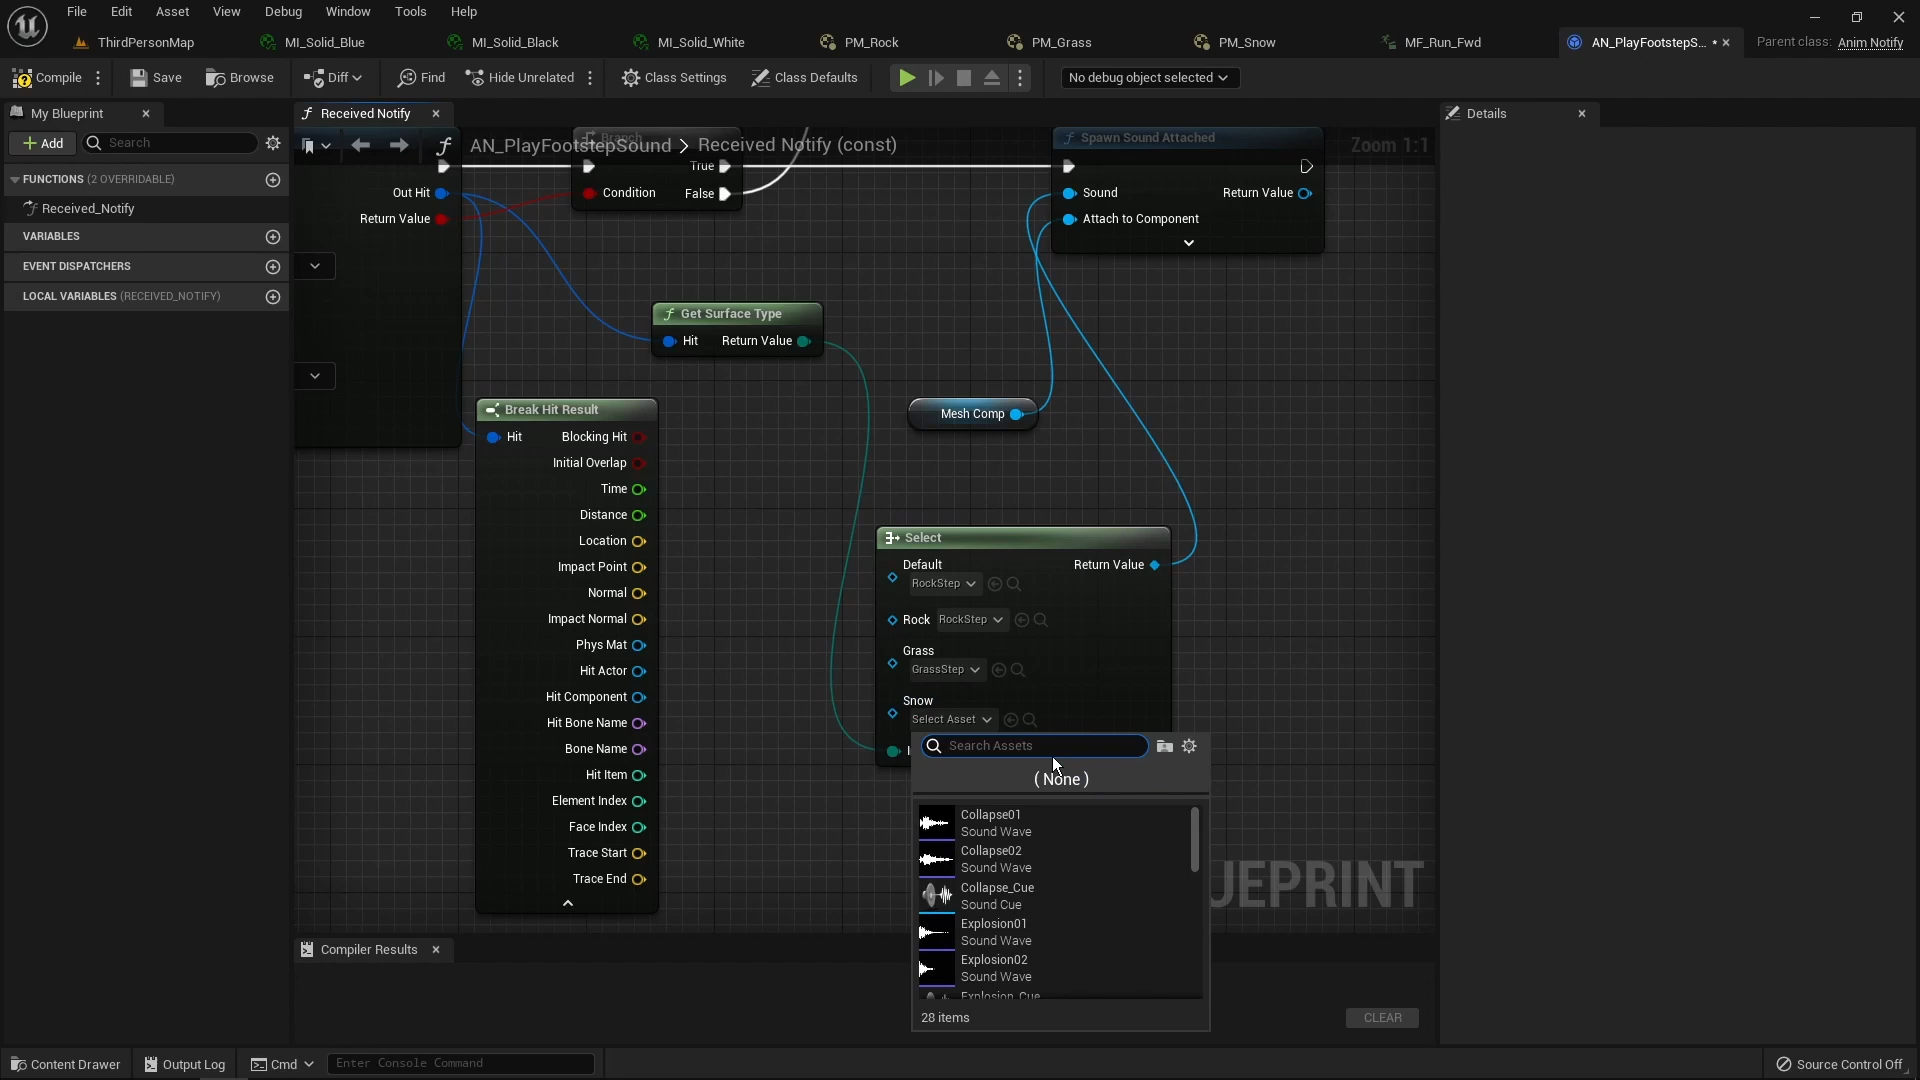 File Edit Asset View Debug Window Tools Help
ThirdPersonMap MI_Solid_Blue MI_Solid_Black MI_Solid_White PM_Rock PM_Grass PM_Snow MF_Run_Fwd AN_PlayFootstepS... • Parent class: Anim Notify
Compile Save Browse Diff Find Hide Unrelated Class Settings Class Defaults No debug object selected
My Blueprint
Add Search
FUNCTIONS (2 OVERRIDABLE)
Received_Notify
VARIABLES
EVENT DISPATCHERS
LOCAL VARIABLES (RECEIVED_NOTIFY)
Received Notify
AN_PlayFootstepSound > Received Notify (const)
Zoom 1:1
Out Hit
Return Value
Branch
True
Condition False
Spawn Sound Attached
Sound Return Value
Attach to Component
Get Surface Type
Hit Return Value
Mesh Comp
Break Hit Result
Hit Blocking Hit
Initial Overlap
Time
Distance
Location
Impact Point
Normal
Impact Normal
Phys Mat
Hit Actor
Hit Component
Hit Bone Name
Bone Name
Hit Item
Element Index
Face Index
Trace Start
Trace End
Select
Default Return Value
RockStep
Rock RockStep
Grass
GrassStep
Snow
Select Asset
Search Assets
( None )
Collapse01
Sound Wave
Collapse02
Sound Wave
Collapse_Cue
Sound Cue
Explosion01
Sound Wave
Explosion02
Sound Wave
Explosion_Cue
28 items
UEPRINT
Compiler Results
CLEAR
Details
Content Drawer Output Log Cmd Enter Console Command Source Control Off